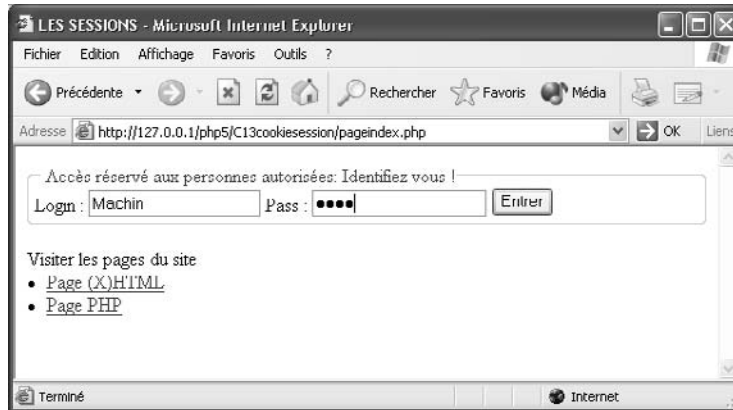 LES SESSIONS - Microsoft Internet Explorer
Fichier Edition Affichage Favoris Outils ?
Précédente Rechercher Favoris Média
Adresse http://127.0.0.1/php5/C13cookiesession/pageindex.php OK Liens
Accès réservé aux personnes autorisées: Identifiez vous !
Login : Machin Pass : •••• Entrer
Visiter les pages du site
• Page (X)HTML
• Page PHP
Terminé Internet